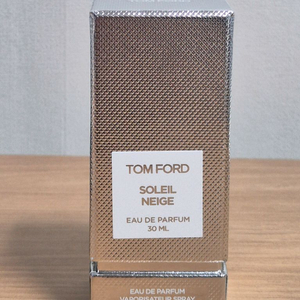 TOM FORD
SOLEIL
NEIGE
EAU DE PARFUM
30 ML
EAU DE PARFUM
VAPORISATEUR SPRAY